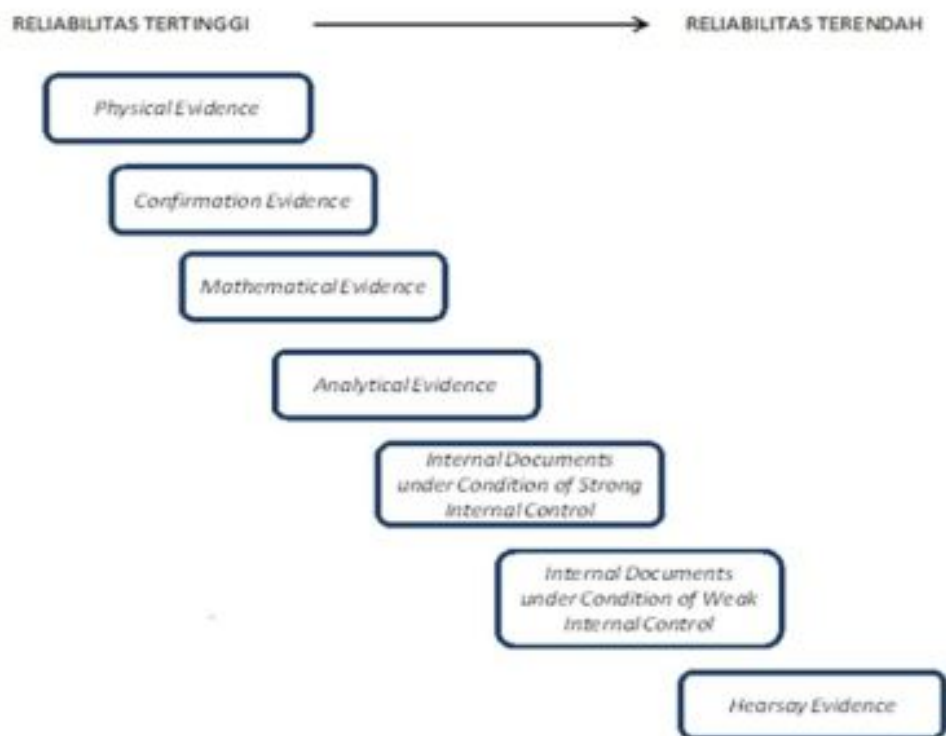 RELIABILITAS TERTINGGI
RELIABILITAS TERENDAH
Physical Evidence
Confirmation Evidence
Mathematical Evidence
Analytical Evidence
Internal Documents
under Condition of Strong
Internal Control
Internal Documents
under Condition of Weak
Internal Control
Hearsay Evidence